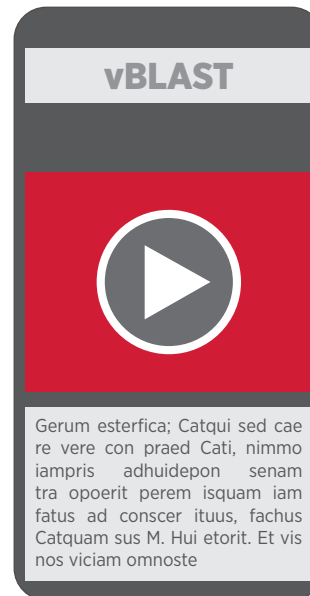 vBLAST
Gerum esterfica; Catqui sed cae
re vere con praed Cati, nimmo
iampris adhuidepon senam
tra opoerit perem isquam iam
fatus ad conscer ituus, fachus
Catquam sus M. Hui etorit. Et vis
nos viciam omnoste